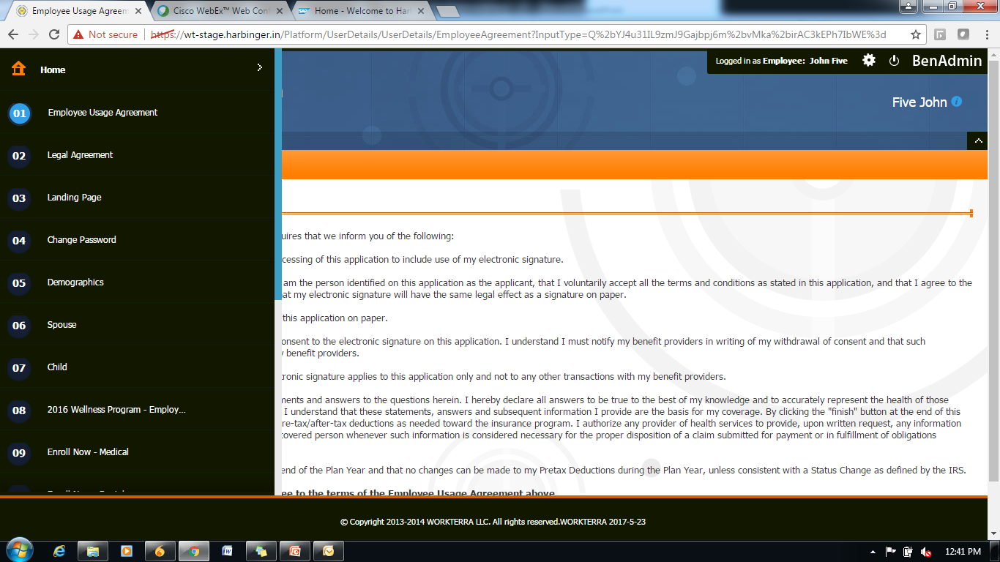 Employee Usage Agreem
Cisco WebEx™ Web Conf
Home - Welcome to Har
Not secure
https://wt-stage.harbinger.in/Platform/UserDetails/UserDetails/EmployeeAgreement?InputType=Q%2bYJ4u31IL9zmJ9Gajbpj6m%2bvMka%2birAC3kEPh7IbWE%3d
Home
Logged in as Employee: John Five
BenAdmin
Five John
01 Employee Usage Agreement
02 Legal Agreement
03 Landing Page
04 Change Password
05 Demographics
06 Spouse
07 Child
08 2016 Wellness Program - Employ...
09 Enroll Now - Medical
uires that we inform you of the following:
cessing of this application to include use of my electronic signature.
am the person identified on this application as the applicant, that I voluntarily accept all the terms and conditions as stated in this application, and that I agree to the
at my electronic signature will have the same legal effect as a signature on paper.
this application on paper.
onsent to the electronic signature on this application. I understand I must notify my benefit providers in writing of my withdrawal of consent and that such
y benefit providers.
tronic signature applies to this application only and not to any other transactions with my benefit providers.
ments and answers to the questions herein. I hereby declare all answers to be true to the best of my knowledge and to accurately represent the health of those
I understand that these statements, answers and subsequent information I provide are the basis for my coverage. By clicking the "finish" button at the end of this
re-tax/after-tax deductions as needed toward the insurance program. I authorize any provider of health services to provide, upon written request, any information
covered person whenever such information is considered necessary for the proper disposition of a claim submitted for payment or in fulfillment of obligations
end of the Plan Year and that no changes can be made to my Pretax Deductions during the Plan Year, unless consistent with a Status Change as defined by the IRS.
ee to the terms of the Employee Usage Agreement above
© Copyright 2013-2014 WORKTERRA LLC. All rights reserved.WORKTERRA 2017-5-23
12:41 PM